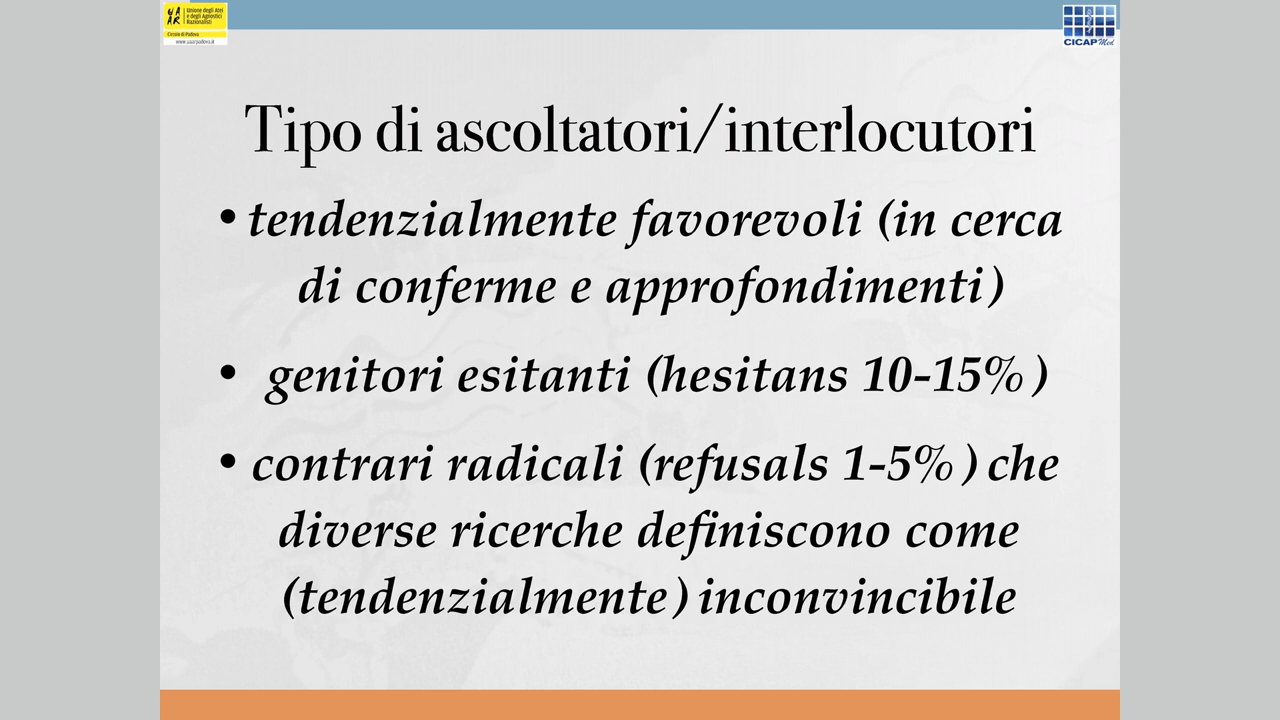 Unione degli Atei
e degli Agnostici
Razionalisti
Circolo di Padova
www.uaarpadova.it
CICAP Med
Tipo di ascoltatori/interlocutori
• tendenzialmente favorevoli (in cerca
di conferme e approfondimenti)
• genitori esitanti (hesitans 10-15%)
• contrari radicali (refusals 1-5%) che
diverse ricerche definiscono come
(tendenzialmente) inconvincibile